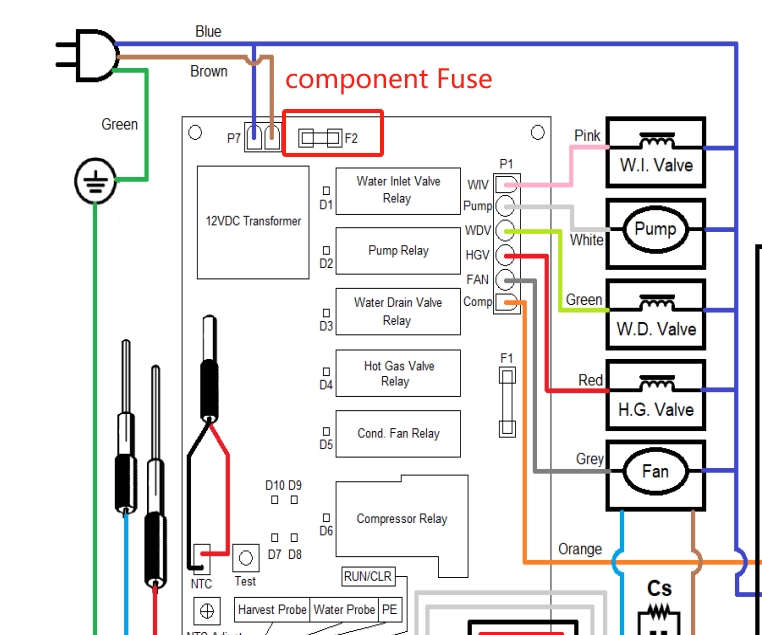 Blue
Brown
component Fuse
Green
P7
F2
Pink
P1
W.I. Valve
WIV
Water Inlet Valve
Relay
D1
12VDC Transformer
Pump
White
Pump
WDV
Pump Relay
D2
HGV
FAN
Green
Comp
Water Drain Valve
Relay
D3
W.D. Valve
F1
Hot Gas Valve
Relay
D4
Red
H.G. Valve
D5
Cond. Fan Relay
Grey
Fan
D10 D9
Compressor Relay
D6
D7 D8
Orange
NTC
Test
RUN/CLR
Cs
Harvest Probe
Water Probe
PE
NTC Adjust